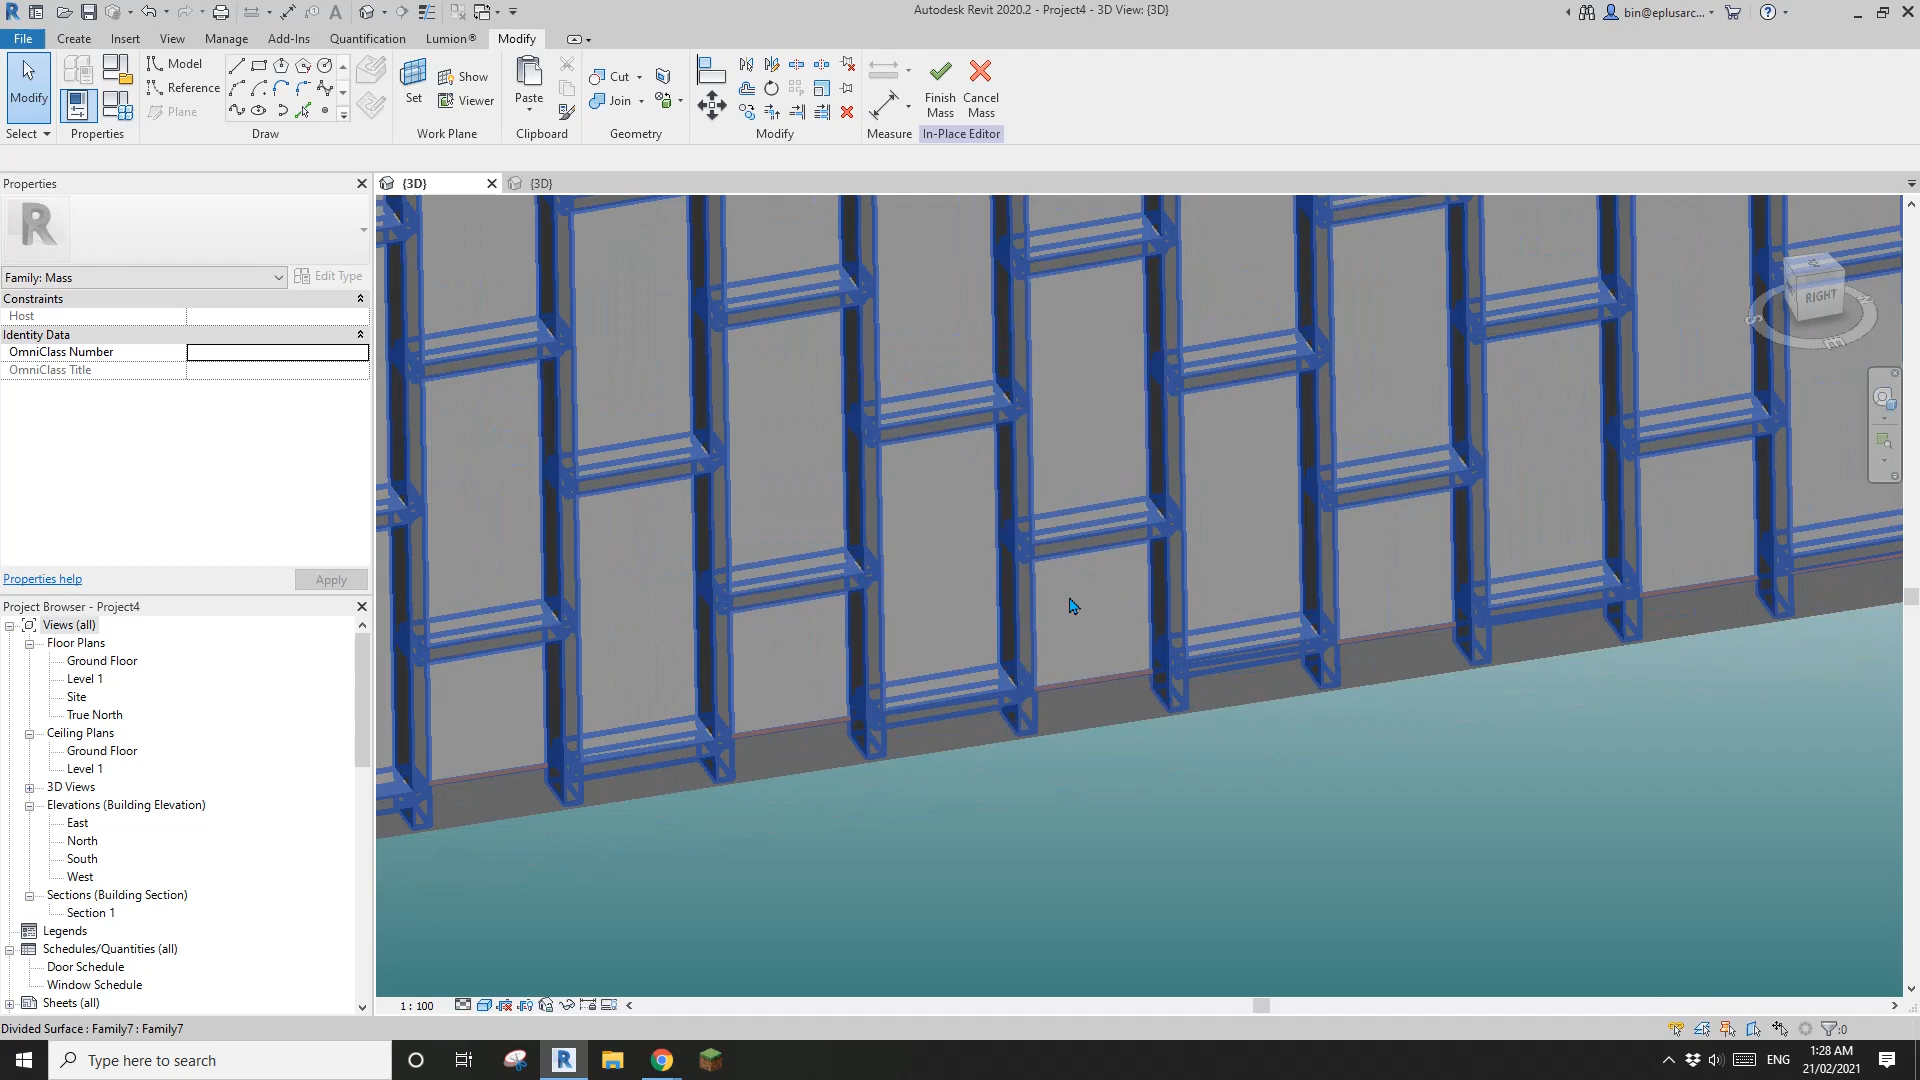 Autodesk Revit 2020.2 - Project4 - 3D View: {3D}
bin@eplusarc...
File Create Insert View Manage Add-Ins Quantification Lumion® Modify
Modify
Select
Properties
Model
Reference
Plane
Draw
Set
Show
Viewer
Work Plane
Paste
Clipboard
Cut
Join
Geometry
Modify
Measure
Finish Mass
Cancel Mass
In-Place Editor
Properties
{3D}
{3D}
Family: Mass
Edit Type
Constraints
Host
Identity Data
OmniClass Number
OmniClass Title
Properties help
Apply
Project Browser - Project4
Views (all)
Floor Plans
Ground Floor
Level 1
Site
True North
Ceiling Plans
Ground Floor
Level 1
3D Views
Elevations (Building Elevation)
East
North
South
West
Sections (Building Section)
Section 1
Legends
Schedules/Quantities (all)
Door Schedule
Window Schedule
Sheets (all)
RIGHT
1 : 100
Divided Surface : Family7 : Family7
:0
Type here to search
ENG
1:28 AM
21/02/2021